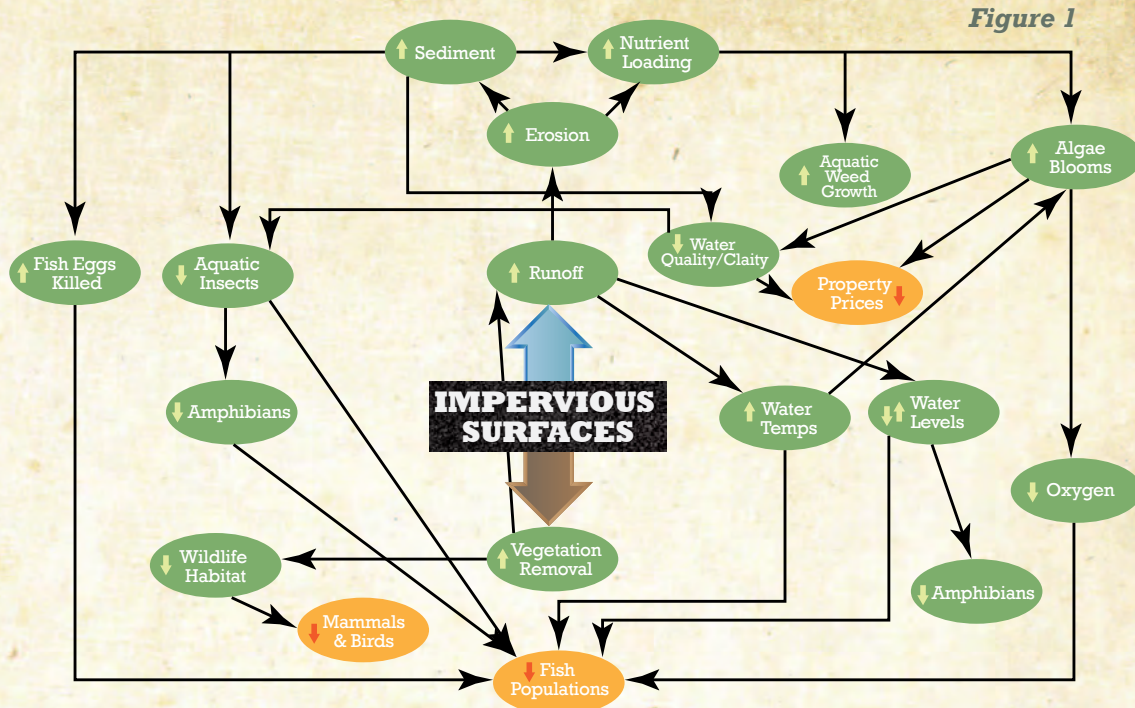 Figure 1
Sediment
Nutrient
Loading
Erosion
Aquatic
Weed
Growth
Algae
Blooms
Fish Eggs
Killed
Aquatic
Insects
Runoff
Water
Quality/Claity
Property
Prices
IMPERVIOUS
SURFACES
Amphibians
Water
Temps
Water
Levels
Oxygen
Wildlife
Habitat
Vegetation
Removal
Amphibians
Mammals
& Birds
Fish
Populations